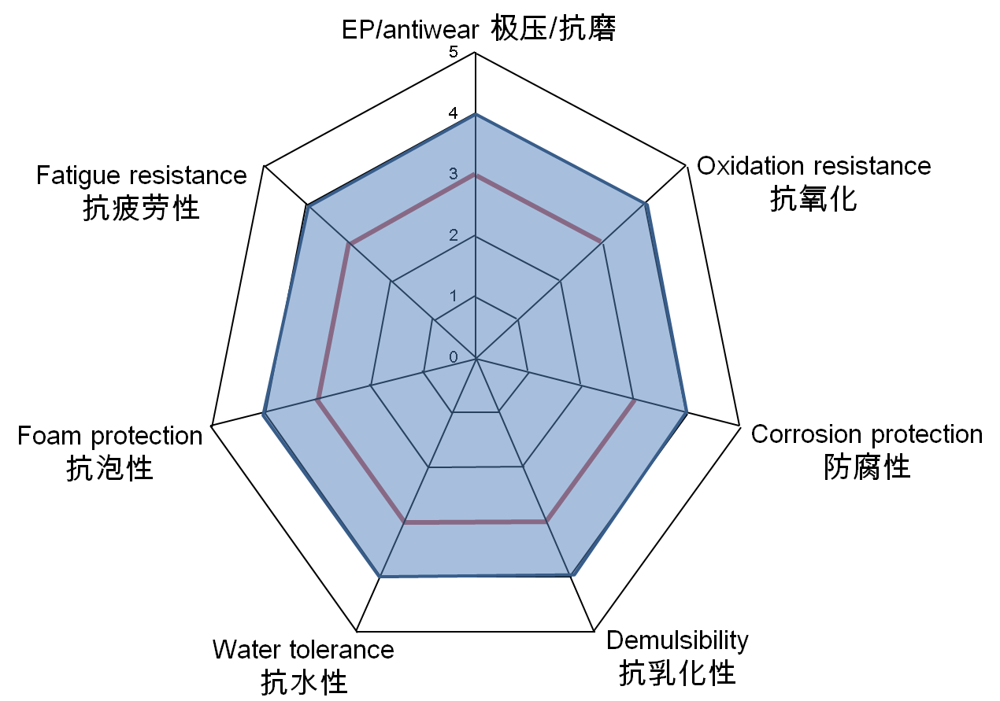 EP/antiwear 极压/抗磨
5
4
3
2
1
0
Oxidation resistance
抗氧化
Corrosion protection
防腐性
Demulsibility
抗乳化性
Water tolerance
抗水性
Foam protection
抗泡性
Fatigue resistance
抗疲劳性